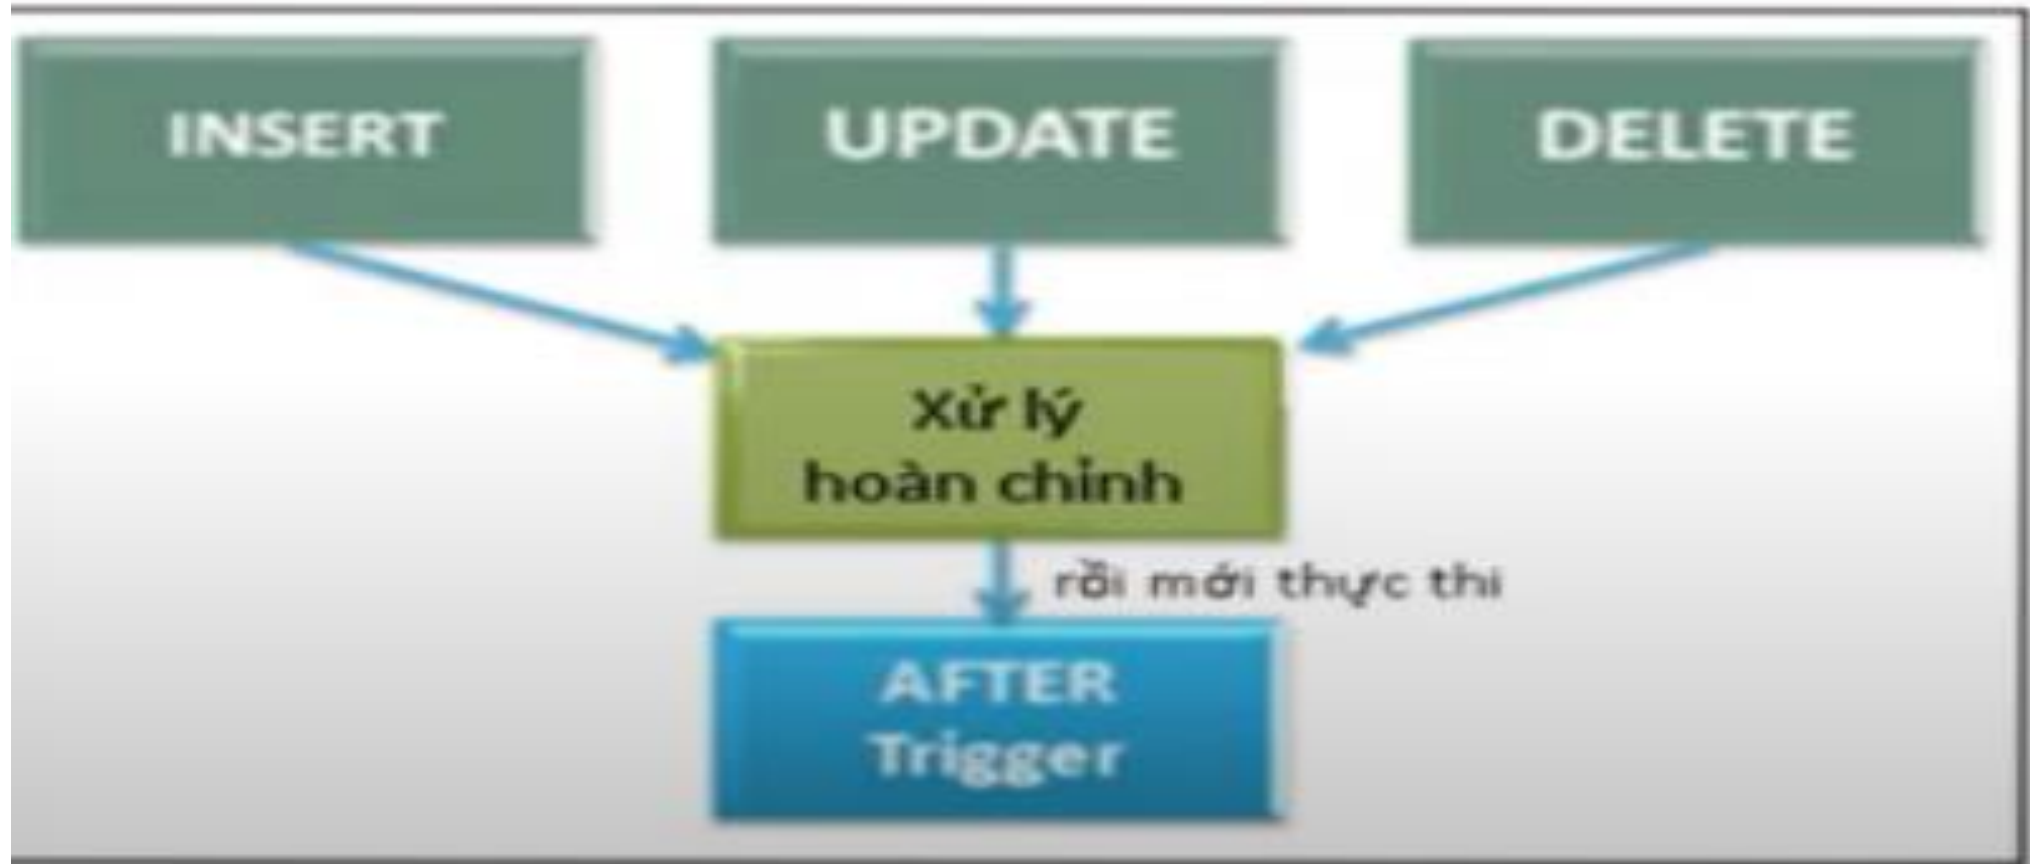 INSERT
UPDATE
DELETE
Xử lý
hoàn chỉnh
rồi mới thực thi
AFTER
Trigger